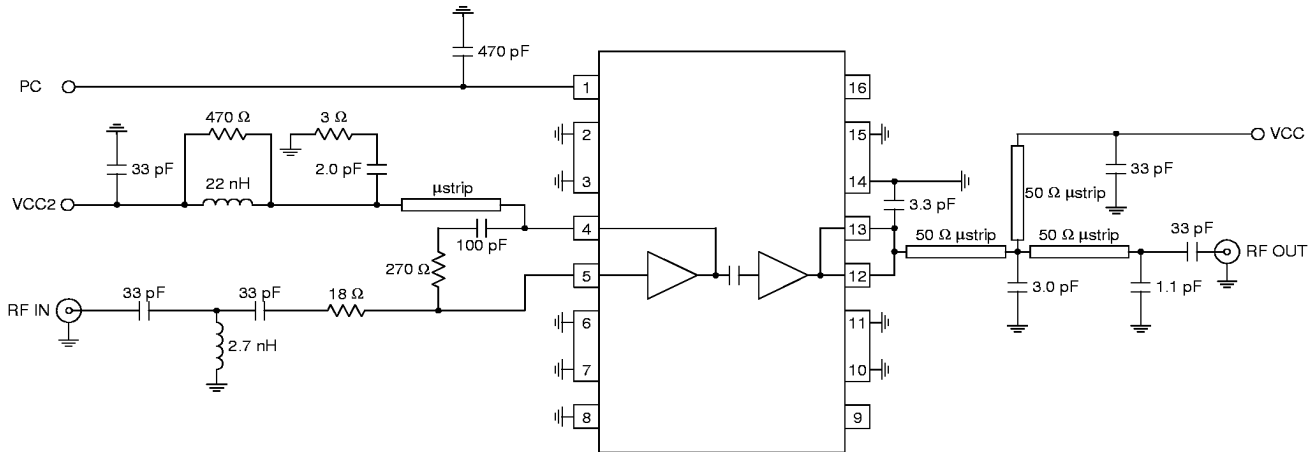 470 pF
PC
1
16
470 Ω
3 Ω
2
15
VCC
33 pF
2.0 pF
33 pF
3
14
50 Ω μstrip
22 nH
μstrip
VCC2
3.3 pF
4
13
100 pF
50 Ω μstrip
50 Ω μstrip
33 pF
RF OUT
270 Ω
5
12
33 pF
33 pF
18 Ω
3.0 pF
1.1 pF
RF IN
6
11
2.7 nH
7
10
8
9